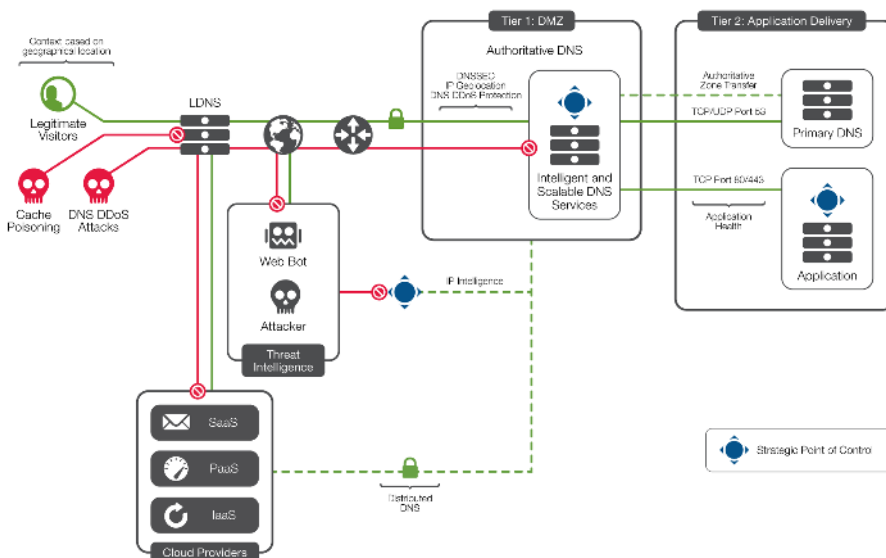 Context based on
geographical location
Legitimate
Visitors
LDNS
Cache
Poisoning
DNS DDoS
Attacks
Tier 1: DMZ
Authoritative DNS
DNSSEC
IP Geolocation
DNS DDoS Protection
Intelligent and
Scalable DNS
Services
Tier 2: Application Delivery
Authoritative
Zone Transfer
TCP/UDP Port 53
Primary DNS
TCP Port 80/443
Application
Health
Application
Web Bot
Attacker
Threat
Intelligence
IP Intelligence
SaaS
PaaS
IaaS
Cloud Providers
Distributed
DNS
Strategic Point of Control